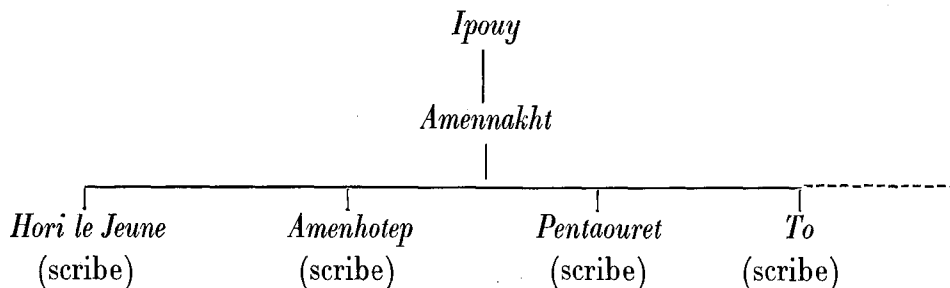 Ipouy
Amennakht
Hori le Jeune Amenhotep Pentaouret To
(scribe) (scribe) (scribe) (scribe)